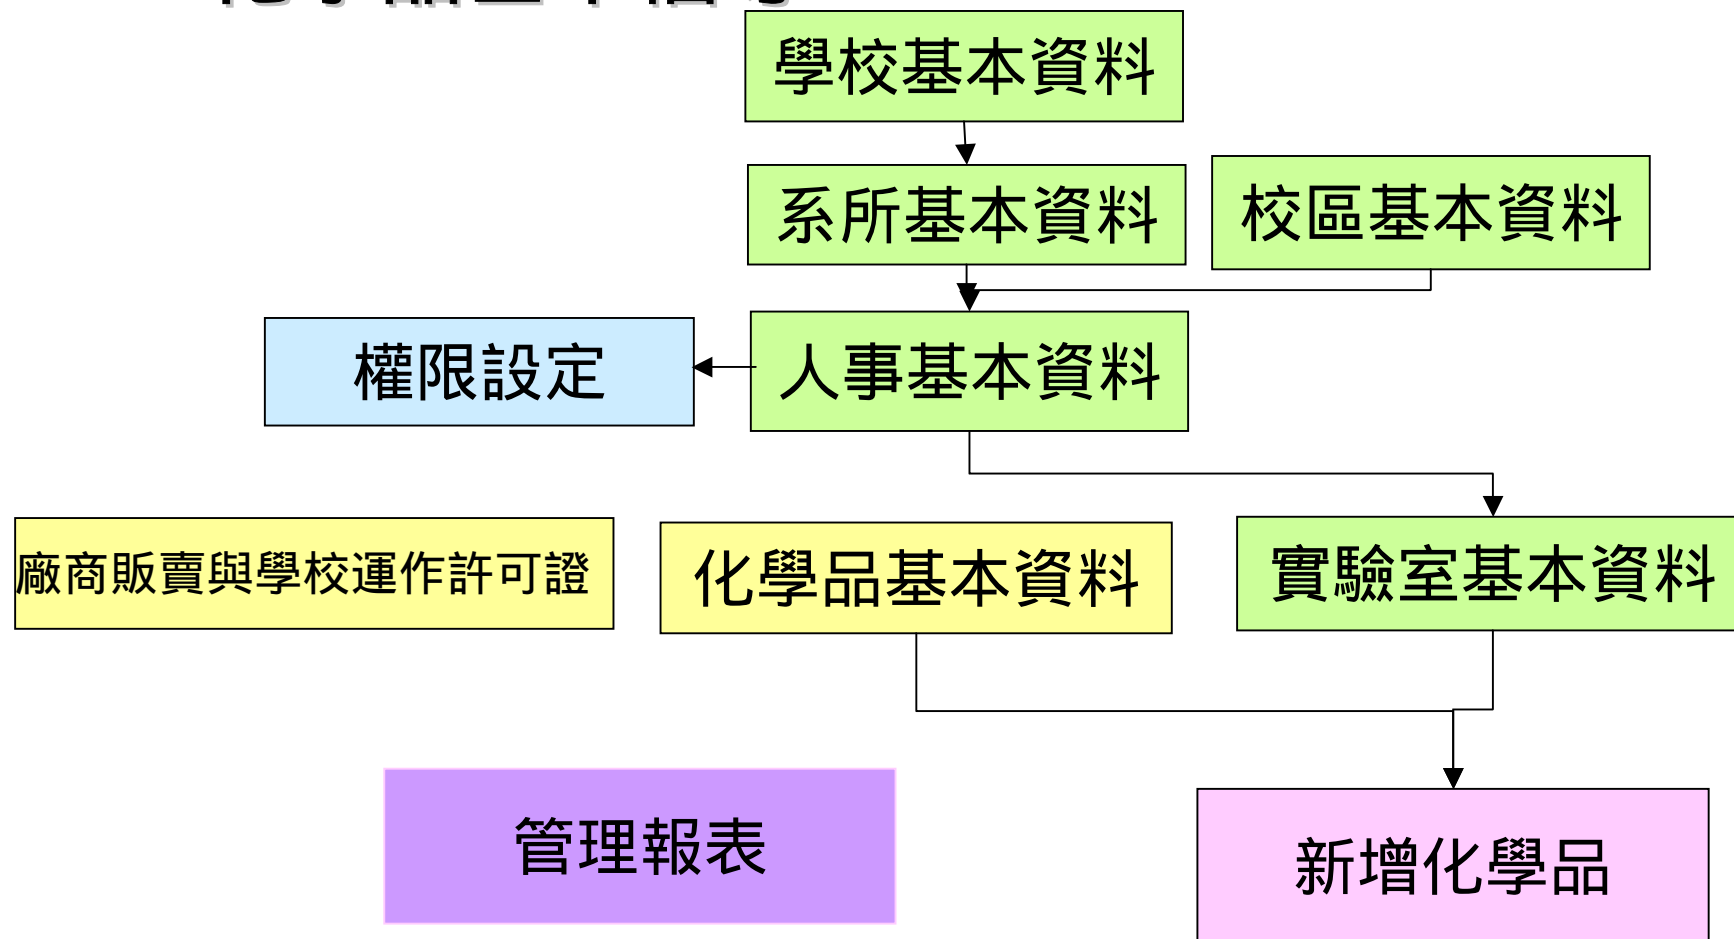 學校基本資料
系所基本資料
校區基本資料
權限設定
人事基本資料
廠商販賣與學校運作許可證
化學品基本資料
實驗室基本資料
管理報表
新增化學品